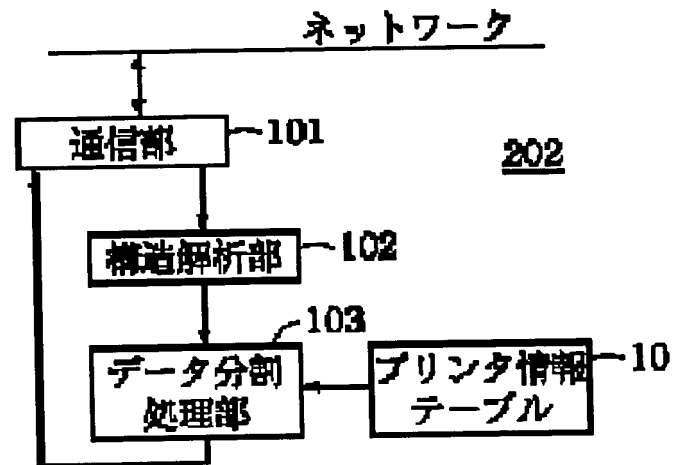 ネットワーク
通信部
101
202
構造解析部
102
103
データ分割
処理部
プリンタ情報
テーブル
10